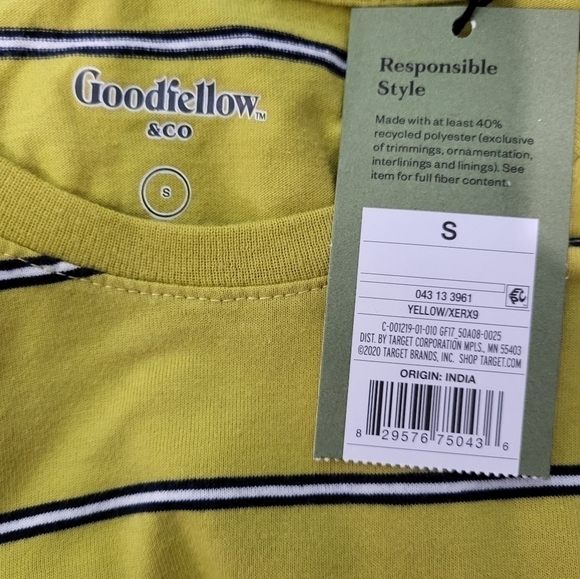 Goodfellow™
&CO
S
Responsible
Style
Made with at least 40%
recycled polyester (exclusive
of trimmings, ornamentation,
interlinings and linings). See
item for full fiber content.
S
043 13 3961
YELLOW/XERX9
C-001219-01-010 GF17 50A08-0025
DIST. BY TARGET CORPORATION MPLS., MN 55403
©2020 TARGET BRANDS, INC. SHOP TARGET.COM
ORIGIN: INDIA
8 29576 75043 6